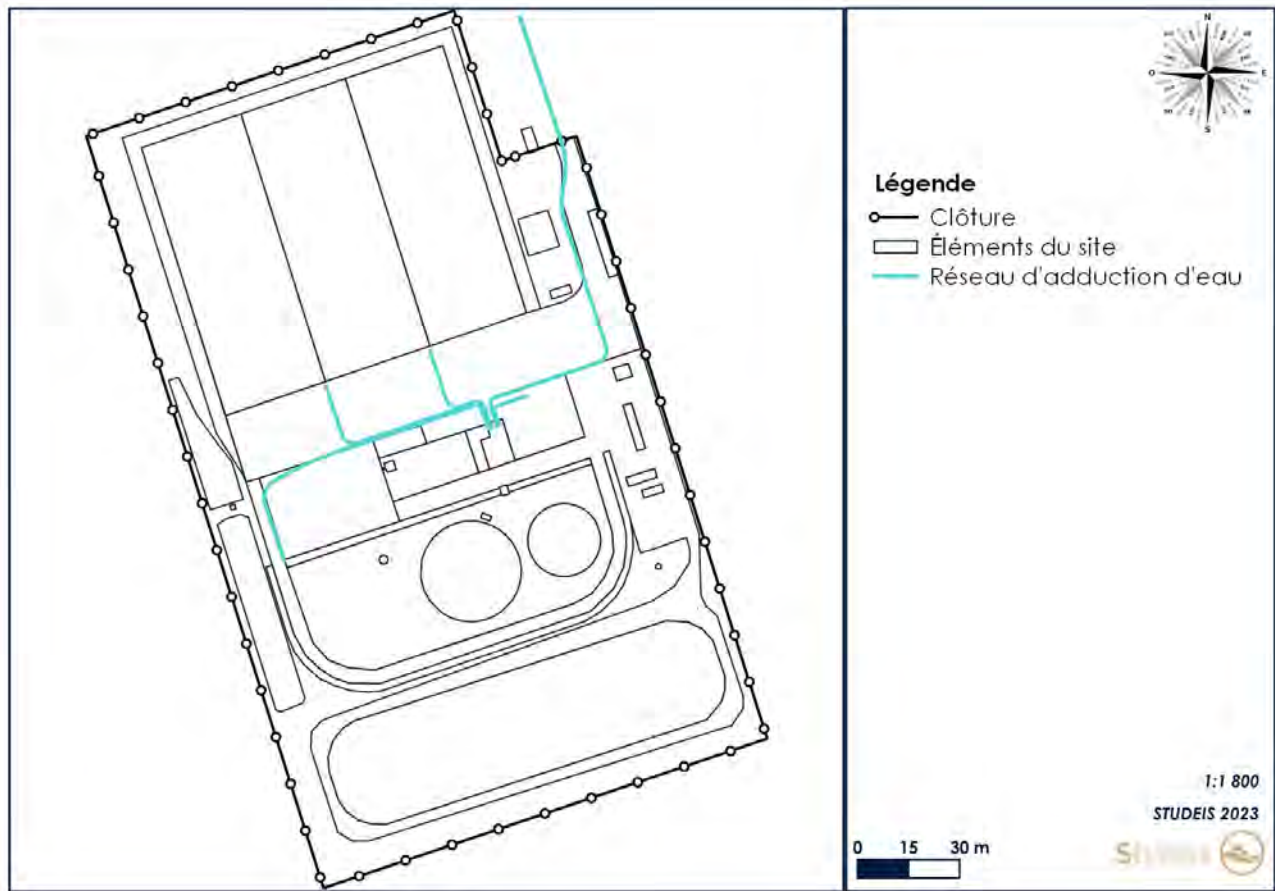 N
O
E
S
Légende
Clôture
Éléments du site
Réseau d'adduction d'eau
1:1 800
STUDEIS 2023
0 15 30 m